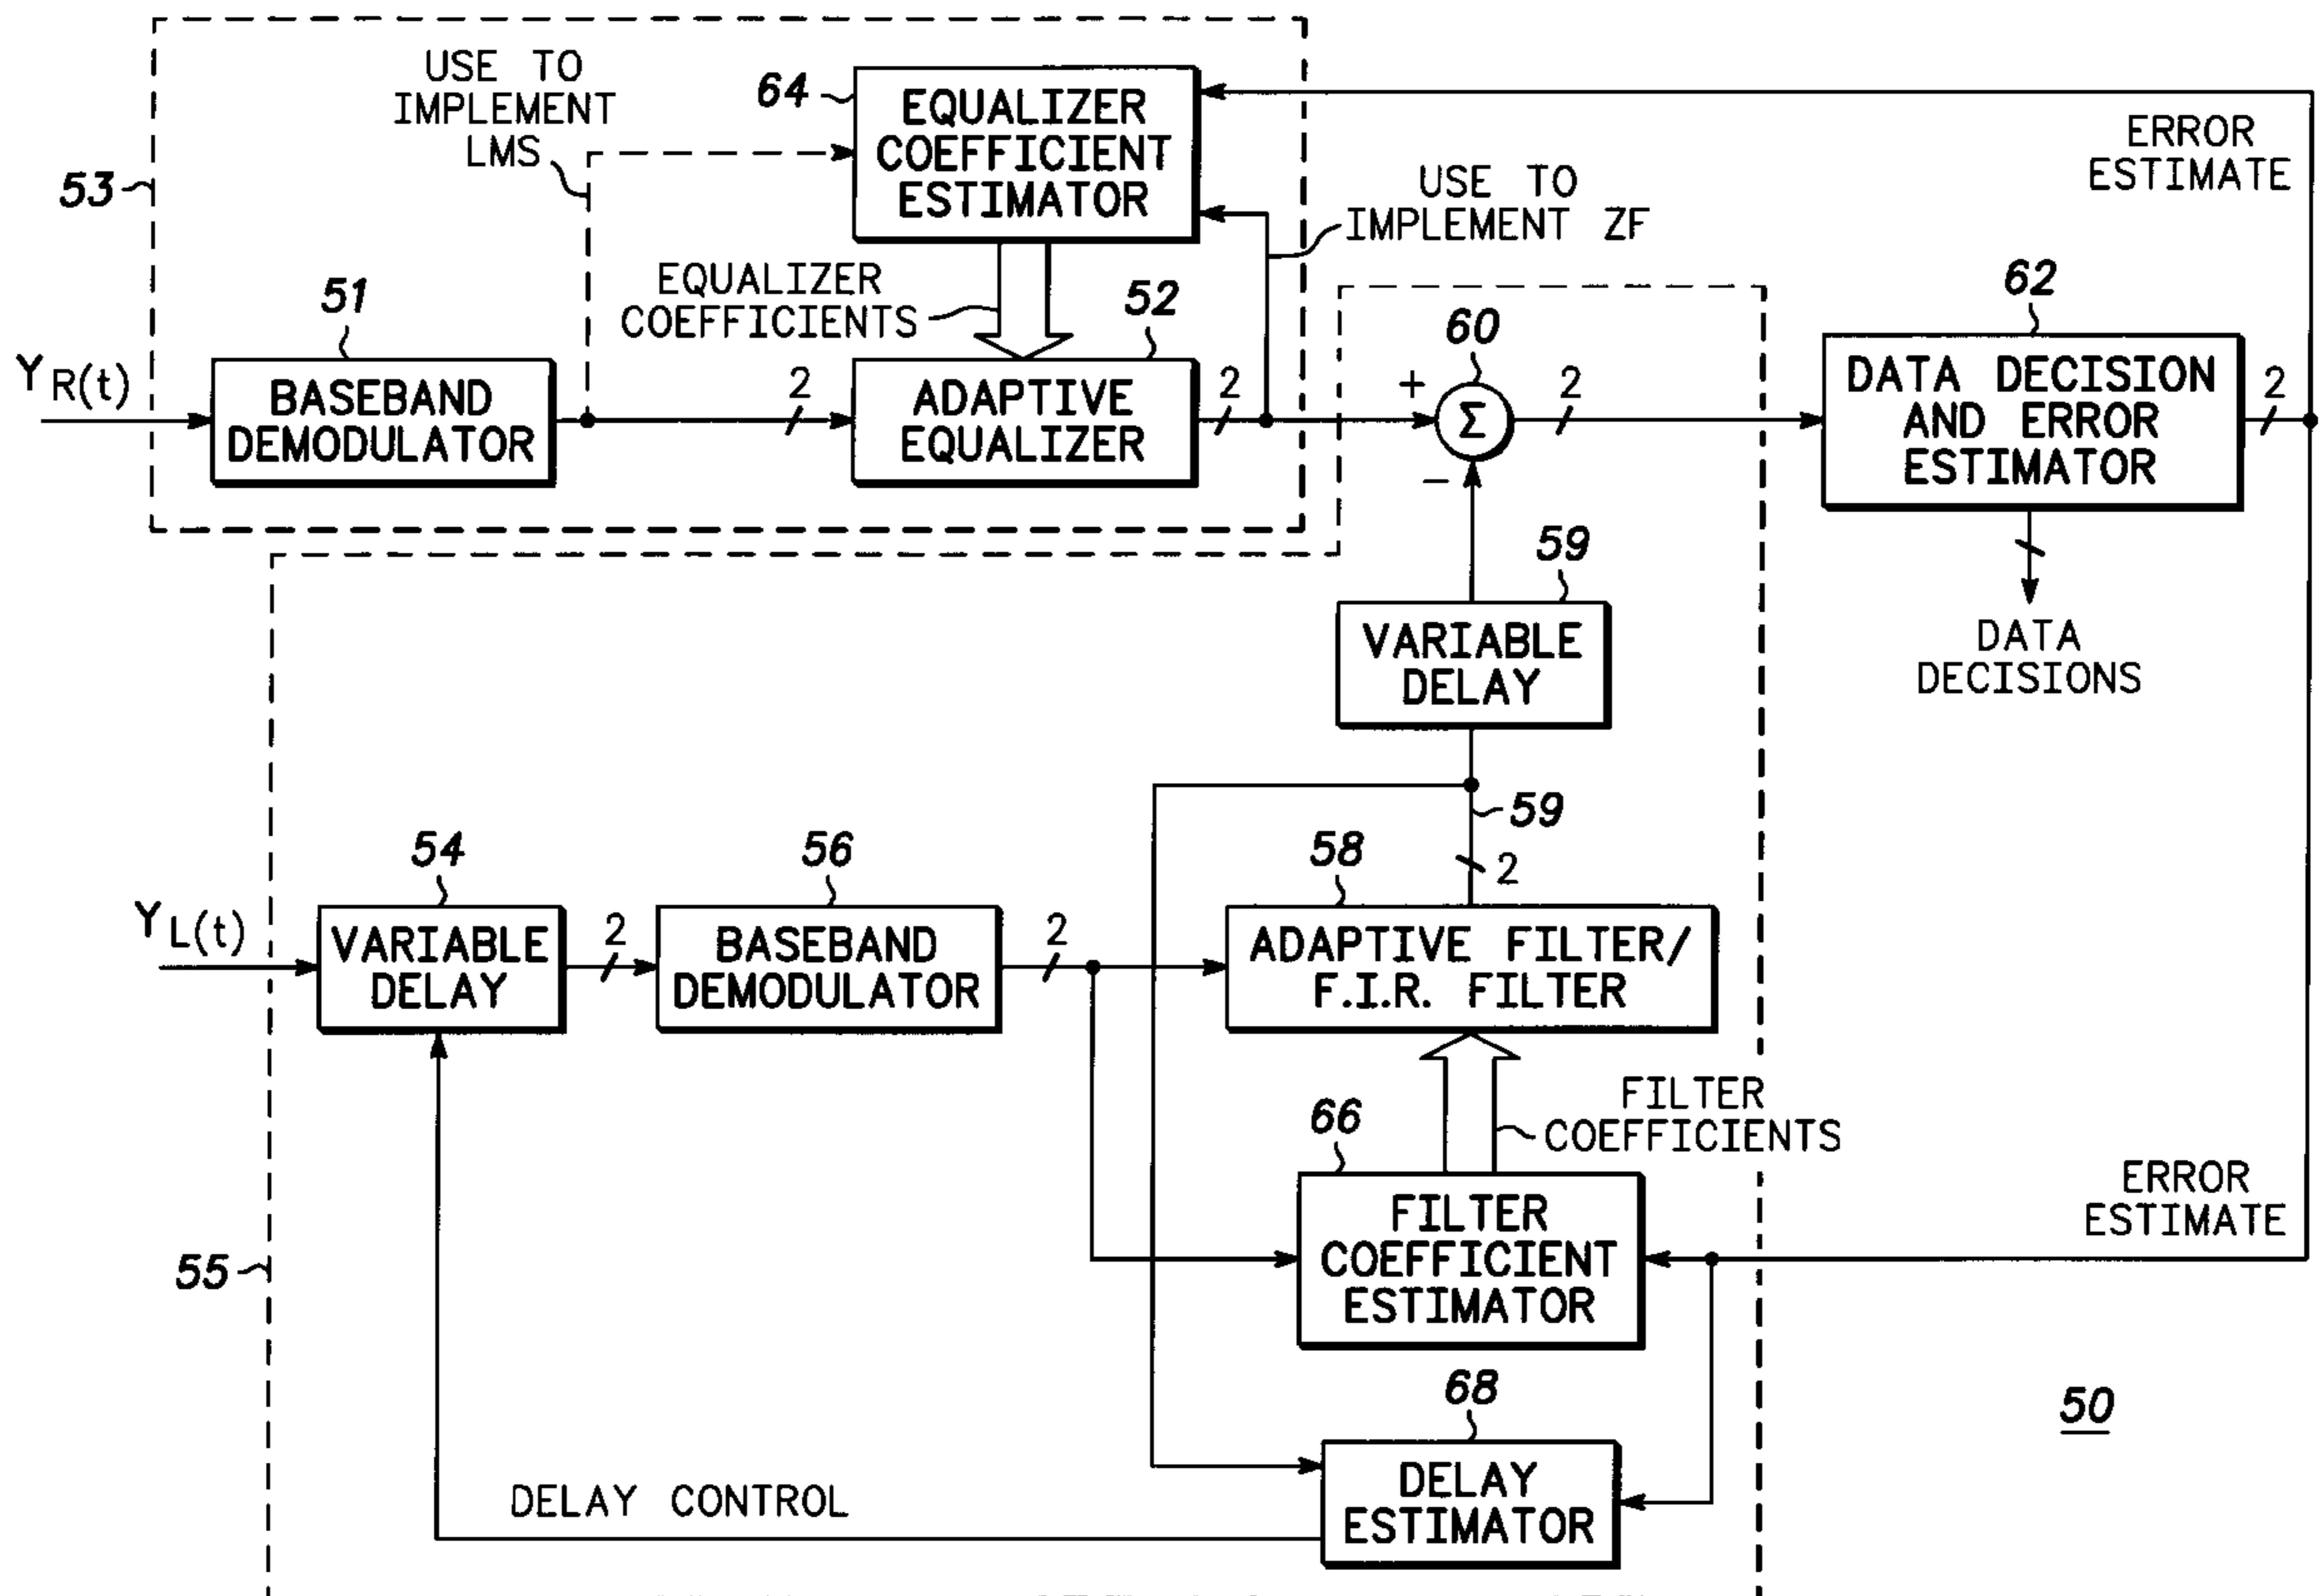 USE TO
IMPLEMENT
LMS
64
EQUALIZER
COEFFICIENT
ESTIMATOR
ERROR
ESTIMATE
53
USE TO
IMPLEMENT ZF
EQUALIZER
COEFFICIENTS
51
52
60
62
YR(t)
BASEBAND
DEMODULATOR
2
ADAPTIVE
EQUALIZER
2
+
Σ
−
2
DATA DECISION
AND ERROR
ESTIMATOR
2
59
VARIABLE
DELAY
DATA
DECISIONS
59
2
54
56
58
YL(t)
VARIABLE
DELAY
2
BASEBAND
DEMODULATOR
2
ADAPTIVE FILTER/
F.I.R. FILTER
FILTER
COEFFICIENTS
66
FILTER
COEFFICIENT
ESTIMATOR
ERROR
ESTIMATE
55
68
DELAY
ESTIMATOR
DELAY CONTROL
50